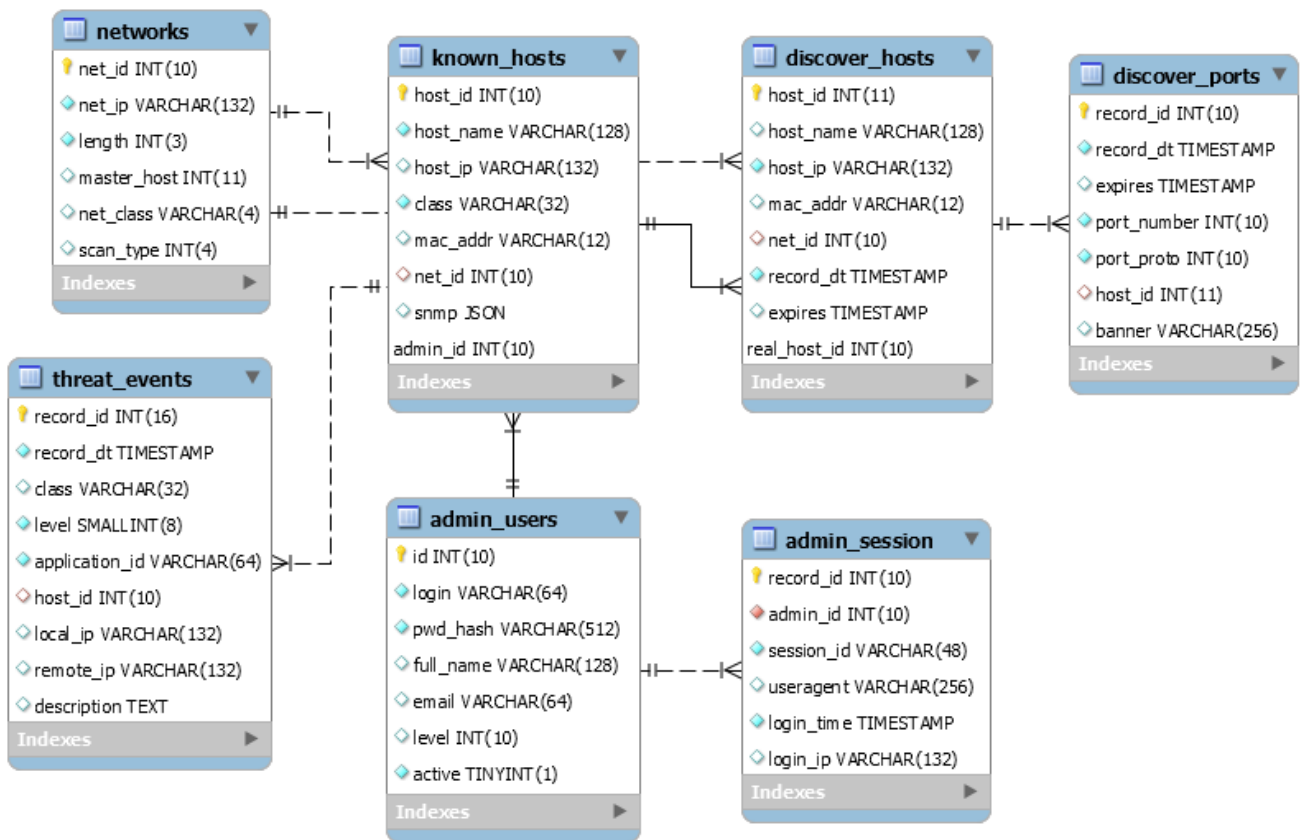 networks
net_id INT(10)
net_ip VARCHAR(132)
length INT(3)
master_host INT(11)
net_class VARCHAR(4)
scan_type INT(4)
Indexes
known_hosts
host_id INT(10)
host_name VARCHAR(128)
host_ip VARCHAR(132)
class VARCHAR(32)
mac_addr VARCHAR(12)
net_id INT(10)
snmp JSON
admin_id INT(10)
Indexes
discover_hosts
host_id INT(11)
host_name VARCHAR(128)
host_ip VARCHAR(132)
mac_addr VARCHAR(12)
net_id INT(10)
record_dt TIMESTAMP
expires TIMESTAMP
real_host_id INT(10)
Indexes
discover_ports
record_id INT(10)
record_dt TIMESTAMP
expires TIMESTAMP
port_number INT(10)
port_proto INT(10)
host_id INT(11)
banner VARCHAR(256)
Indexes
threat_events
record_id INT(16)
record_dt TIMESTAMP
class VARCHAR(32)
level SMALLINT(8)
application_id VARCHAR(64)
host_id INT(10)
local_ip VARCHAR(132)
remote_ip VARCHAR(132)
description TEXT
Indexes
admin_users
id INT(10)
login VARCHAR(64)
pwd_hash VARCHAR(512)
full_name VARCHAR(128)
email VARCHAR(64)
level INT(10)
active TINYINT(1)
Indexes
admin_session
record_id INT(10)
admin_id INT(10)
session_id VARCHAR(48)
useragent VARCHAR(256)
login_time TIMESTAMP
login_ip VARCHAR(132)
Indexes